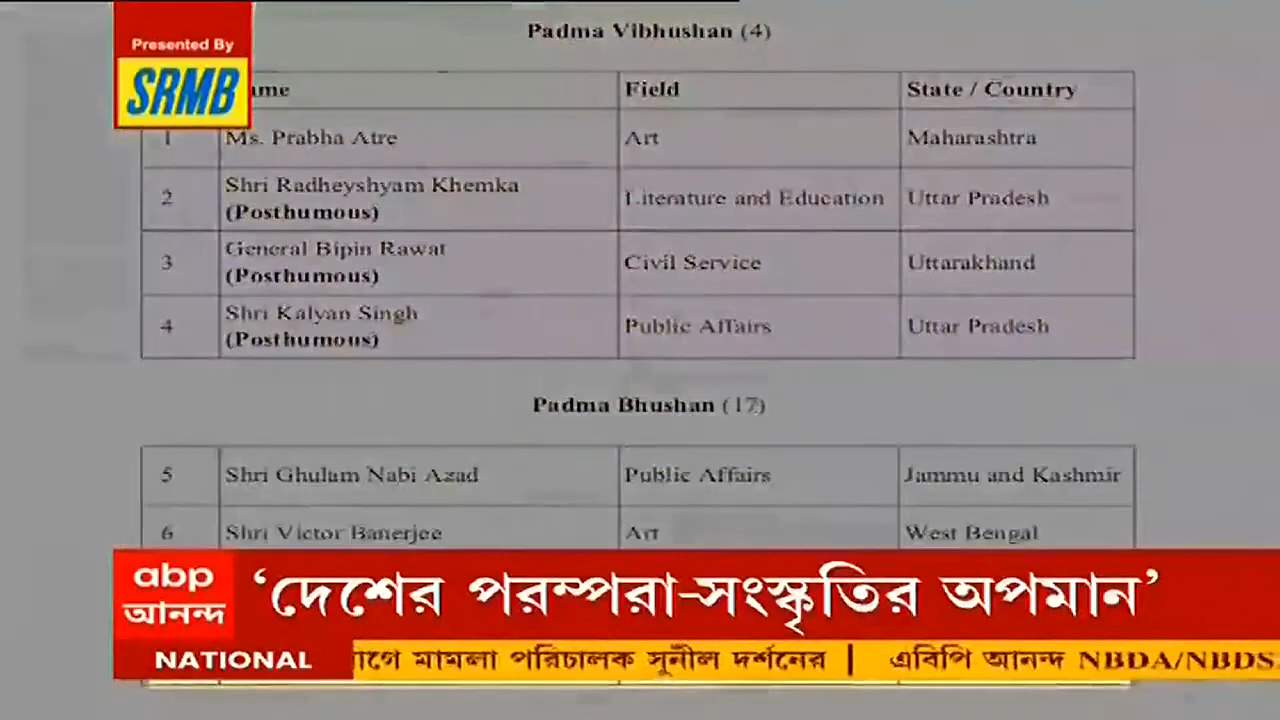 Presented By
SRMB
Padma Vibhushan (4)
Field State / Country
1 Ms. Prabha Atre Art Maharashtra
2 Shri Radheyshyam Khemka (Posthumous) Literature and Education Uttar Pradesh
3 General Bipin Rawat (Posthumous) Civil Service Uttarakhand
4 Shri Kalyan Singh (Posthumous) Public Affairs Uttar Pradesh
Padma Bhushan (17)
5 Shri Ghulam Nabi Azad Public Affairs Jammu and Kashmir
6 Shri Victor Banerjee Art West Bengal
abp আনন্দ
‘দেশের পরম্পরা-সংস্কৃতির অপমান’
NATIONAL
মামলা পরিচালক সুনীল দর্শনের | এবিপি আনন্দ NBDA/NBDS